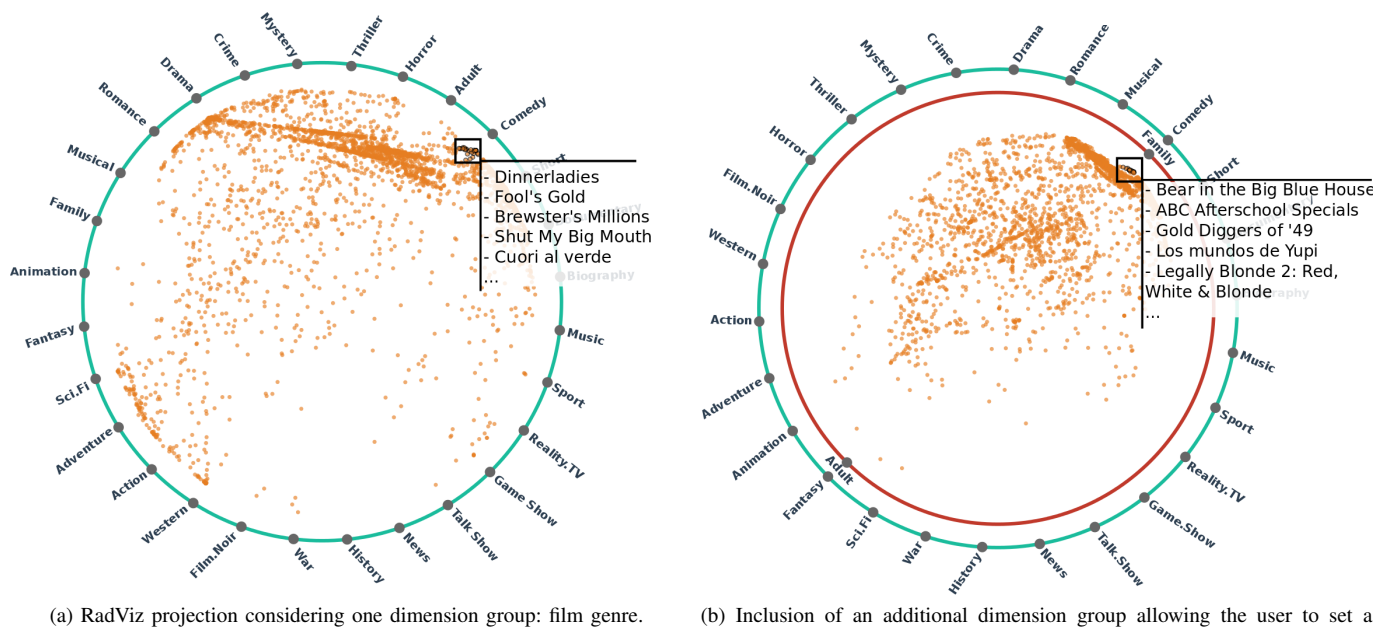 Thriller
Mystery
Horror
Crime
Adult
Drama
Comedy
Romance
Short
Musical
Family
Animation
Biography
Fantasy
Music
Sci.Fi
Sport
Adventure
Reality.TV
Action
Game.Show
Western
Talk.Show
Film.Noir
News
War
History
- Dinnerladies
- Fool's Gold
- Brewster's Millions
- Shut My Big Mouth
- Cuori al verde
...
Drama
Crime
Romance
Mystery
Musical
Thriller
Comedy
Horror
Family
Short
Film.Noir
Western
Action
Music
Adventure
Sport
Animation
Reality.TV
Adult
Fantasy
Game.Show
Sci.Fi
Talk.Show
War
News
History
- Bear in the Big Blue House
- ABC Afterschool Specials
- Gold Diggers of '49
- Los mundos de Yupi
- Legally Blonde 2: Red,
White & Blonde
...
(a) RadViz projection considering one dimension group: film genre.
(b) Inclusion of an additional dimension group allowing the user to set a